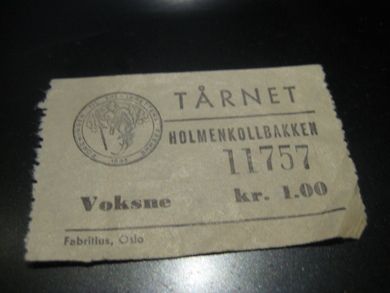 TÅRNET
HOLMENKOLLBAKKEN
11757
Voksne kr. 1.00
Fabritius, Oslo